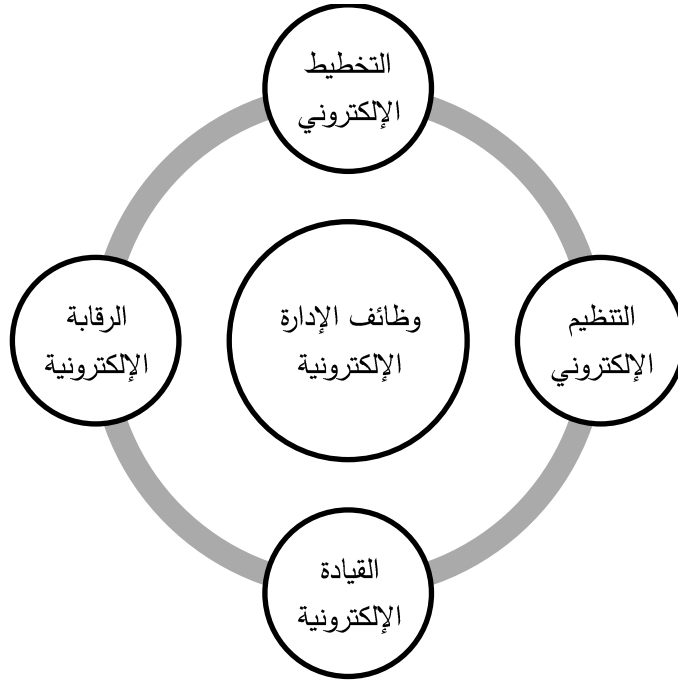 التخطيط
الإلكتروني
التنظيم
الإلكتروني
وظائف الإدارة
الإلكترونية
الرقابة
الإلكترونية
القيادة
الإلكترونية